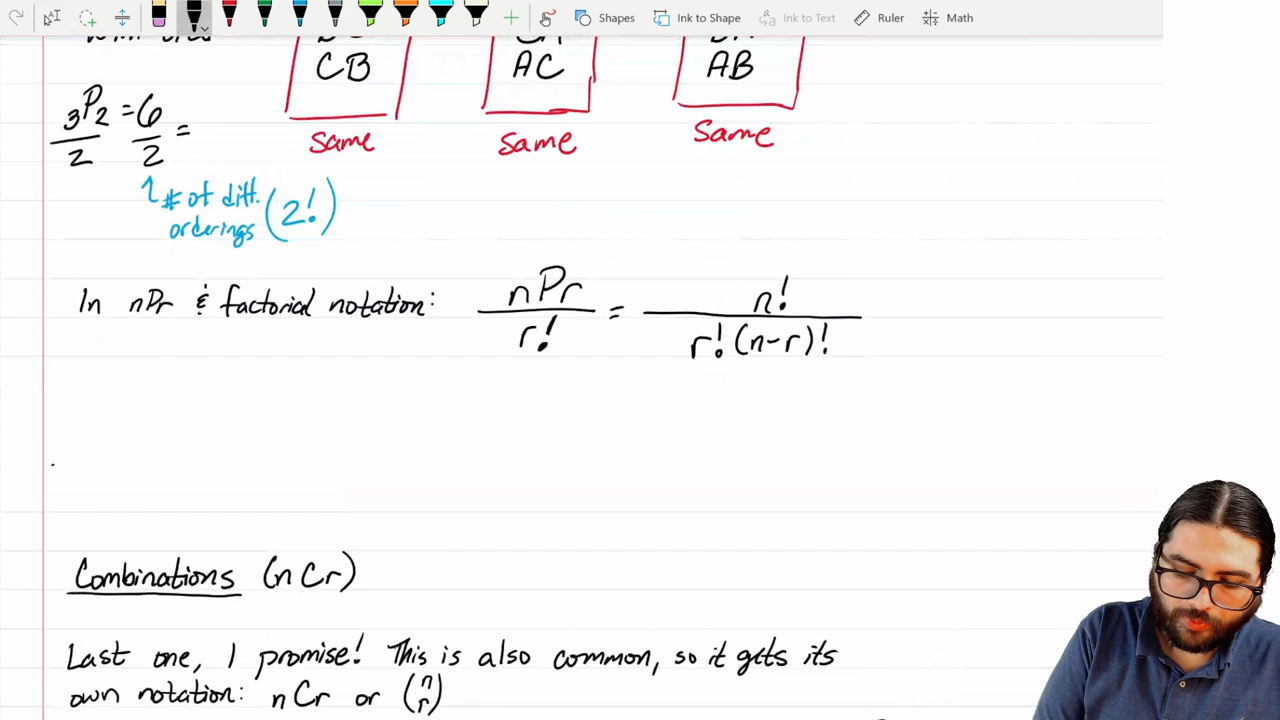 Shapes Ink to Shape Ink to Text Ruler Math
CB AC AB
Same Same Same
3P2 = 6
2 2 =
# of diff.
orderings (2!)
In nPr & factorial notation: nPr / r! = n! / r!(n-r)!
Combinations (nCr)
Last one, I promise! This is also common, so it gets its
own notation: nCr or (n r)